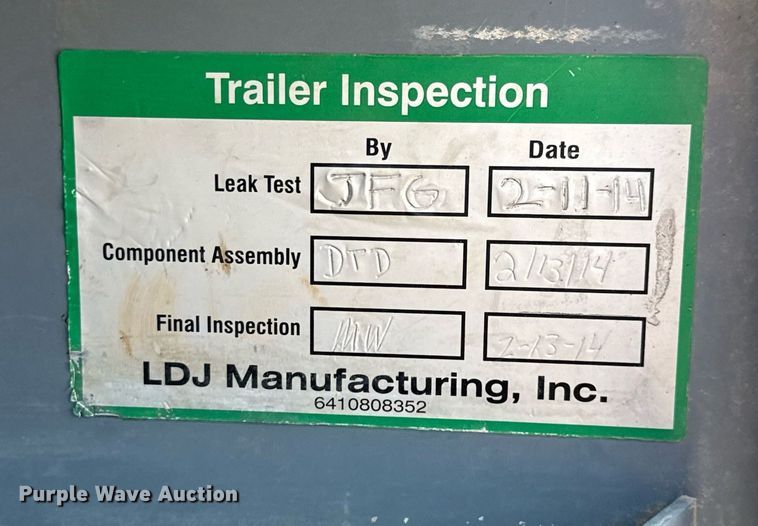 Trailer Inspection
By Date
Leak Test JFG 2-11-14
Component Assembly DTD 2/13/14
Final Inspection MW 2-13-14
LDJ Manufacturing, Inc.
6410808352
Purple Wave Auction